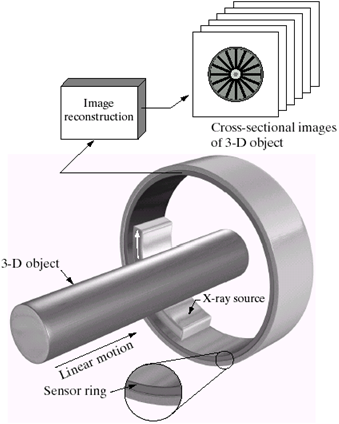 Image
reconstruction
Cross-sectional images
of 3-D object
3-D object
X-ray source
Linear motion
Sensor ring